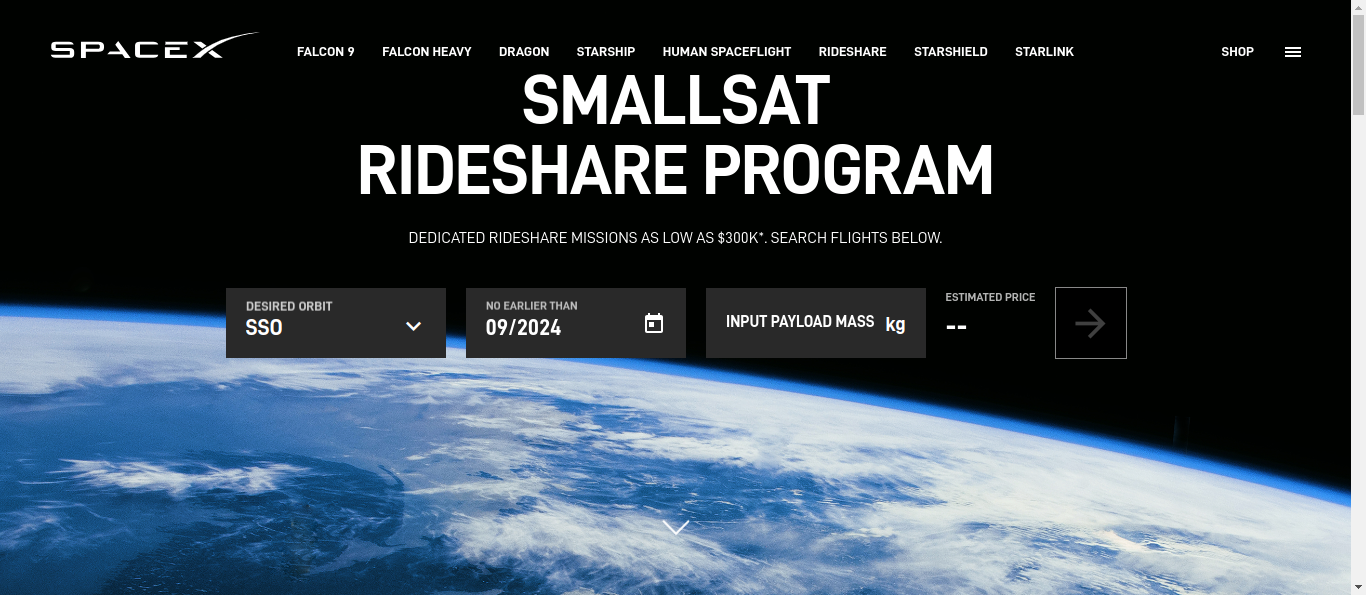 SPACEX
FALCON 9 FALCON HEAVY DRAGON STARSHIP HUMAN SPACEFLIGHT RIDESHARE STARSHIELD STARLINK SHOP
SMALLSAT
RIDESHARE PROGRAM
DEDICATED RIDESHARE MISSIONS AS LOW AS $300K*. SEARCH FLIGHTS BELOW.
DESIRED ORBIT
SSO
NO EARLIER THAN
09/2024
INPUT PAYLOAD MASS kg
ESTIMATED PRICE
--